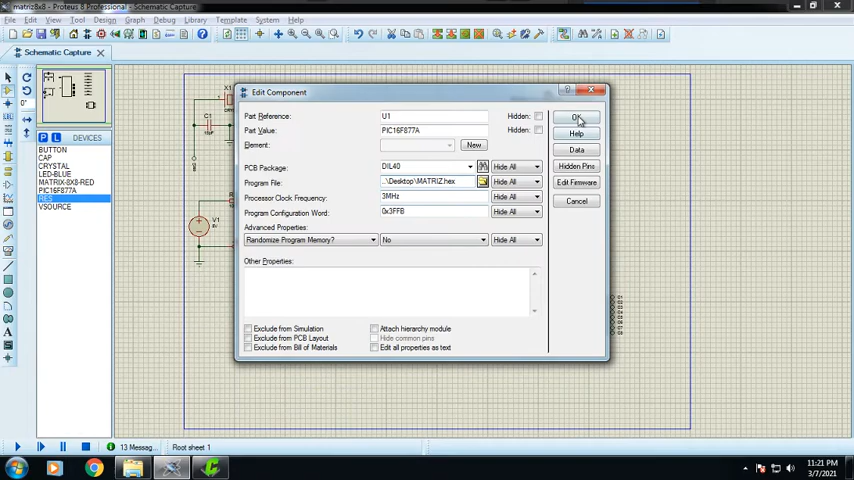 matriz8x8 - Proteus 8 Professional - Schematic Capture
File Edit View Tool Design Graph Debug Library Template System Help
Schematic Capture
Edit Component
Part Reference: U1 Hidden:
Part Value: PIC16F877A Hidden:
Element: New
PCB Package: DIL40 Hide All
Program File: ..\Desktop\MATRIZ.hex Hide All
Processor Clock Frequency: 3MHz Hide All
Program Configuration Word: 0x3FFB Hide All
Advanced Properties:
Randomize Program Memory? No Hide All
Other Properties:
Exclude from Simulation Attach hierarchy module
Exclude from PCB Layout Hide common pins
Exclude from Bill of Materials Edit all properties as text
OK
Help
Data
Hidden Pins
Edit Firmware
Cancel
0°
P L DEVICES
BUTTON
CAP
CRYSTAL
LED-BLUE
MATRIX-8X8-RED
PIC16F877A
RES
VSOURCE
X1
C1
V1
13 Messag... Root sheet 1
11:21 PM
3/7/2021